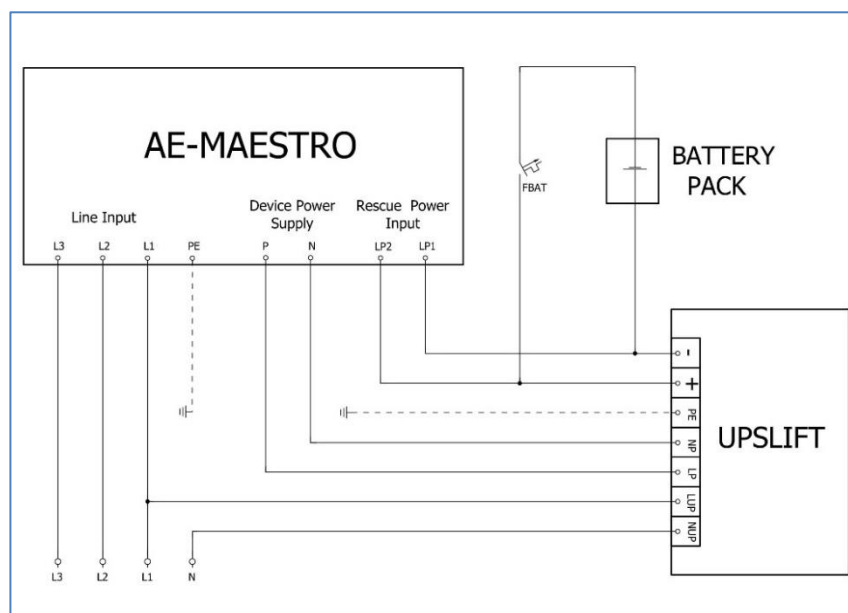 AE-MAESTRO
Line Input
Device Power
Supply
Rescue Power
Input
L3 L2 L1 PE P N LP2 LP1
FBAT
BATTERY
PACK
UPSLIFT
-
+
PE
NP
LP
LUP
NUP
L3 L2 L1 N